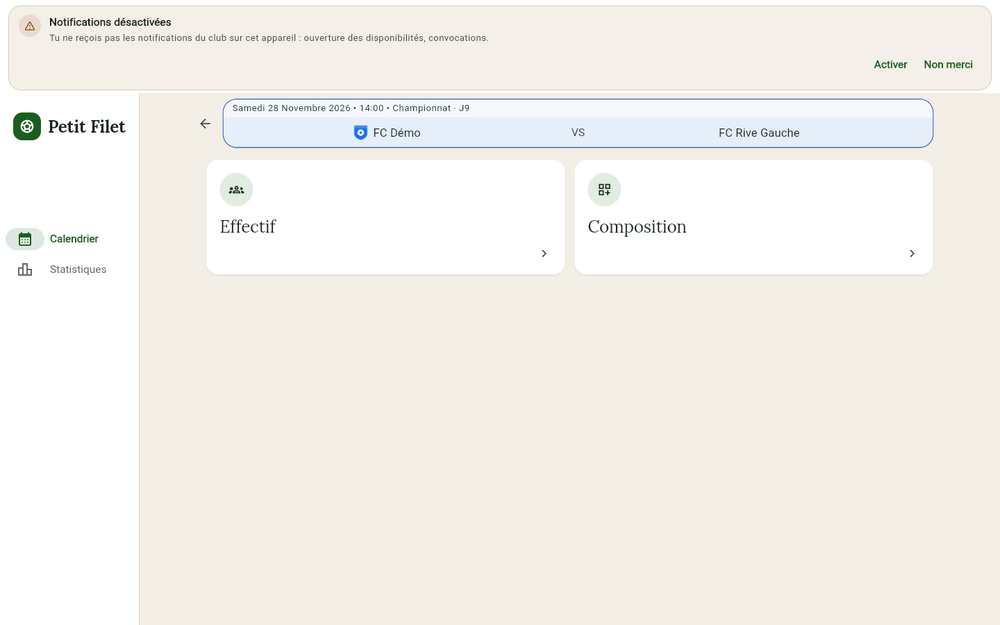 Notifications désactivées
Tu ne reçois pas les notifications du club sur cet appareil : ouverture des disponibilités, convocations.
Activer Non merci
Petit Filet
Samedi 28 Novembre 2026 • 14:00 • Championnat · J9
FC Démo VS FC Rive Gauche
Effectif
Composition
Calendrier
Statistiques